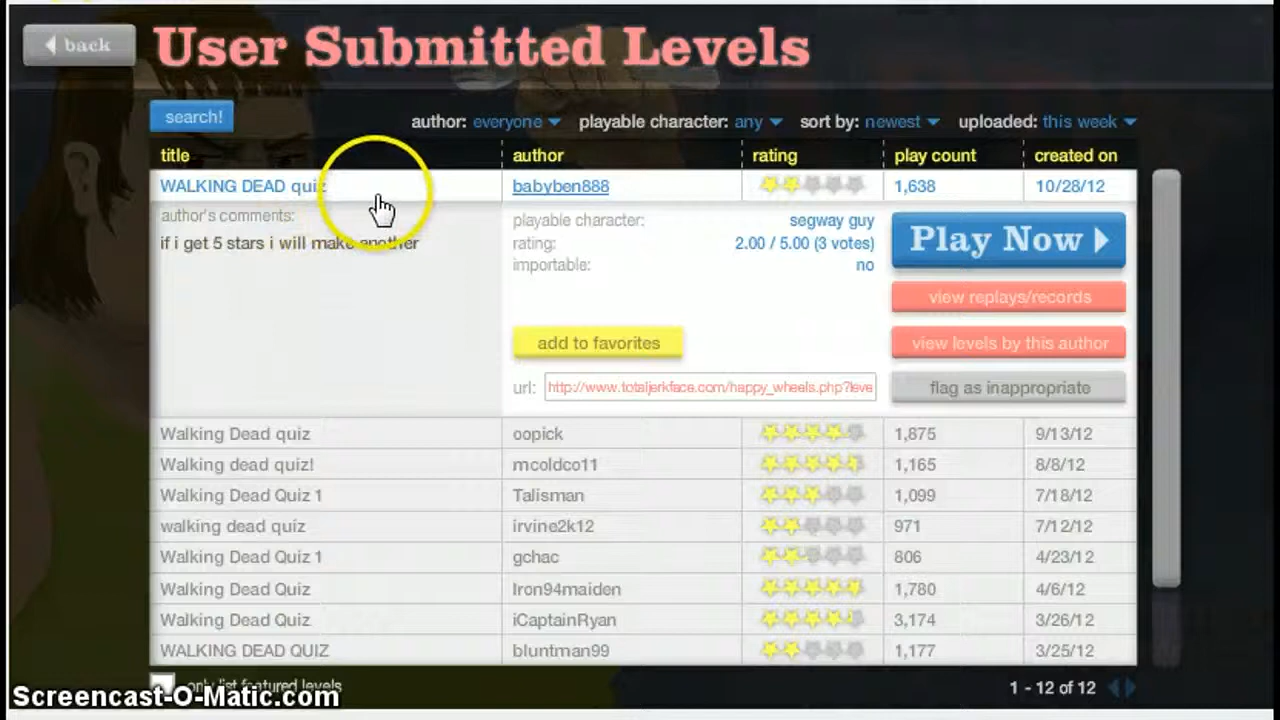 back
User Submitted Levels
search!
author: everyone playable character: any sort by: newest uploaded: this week
title author rating play count created on
WALKING DEAD quiz babyben888 1,638 10/28/12
author's comments:
if i get 5 stars i will make another
playable character: segway guy
rating: 2.00 / 5.00 (3 votes)
importable: no
Play Now
view replays/records
add to favorites
view levels by this author
url: http://www.totaljerkface.com/happy_wheels.php?leve
flag as inappropriate
Walking Dead quiz oopick 1,875 9/13/12
Walking dead quiz! mcoldco11 1,165 8/8/12
Walking Dead Quiz 1 Talisman 1,099 7/18/12
walking dead quiz irvine2k12 971 7/12/12
Walking Dead Quiz 1 gchac 806 4/23/12
Walking Dead Quiz Iron94maiden 1,780 4/6/12
Walking Dead Quiz iCaptainRyan 3,174 3/26/12
WALKING DEAD QUIZ bluntman99 1,177 3/25/12
only list featured levels
1 - 12 of 12
Screencast-O-Matic.com